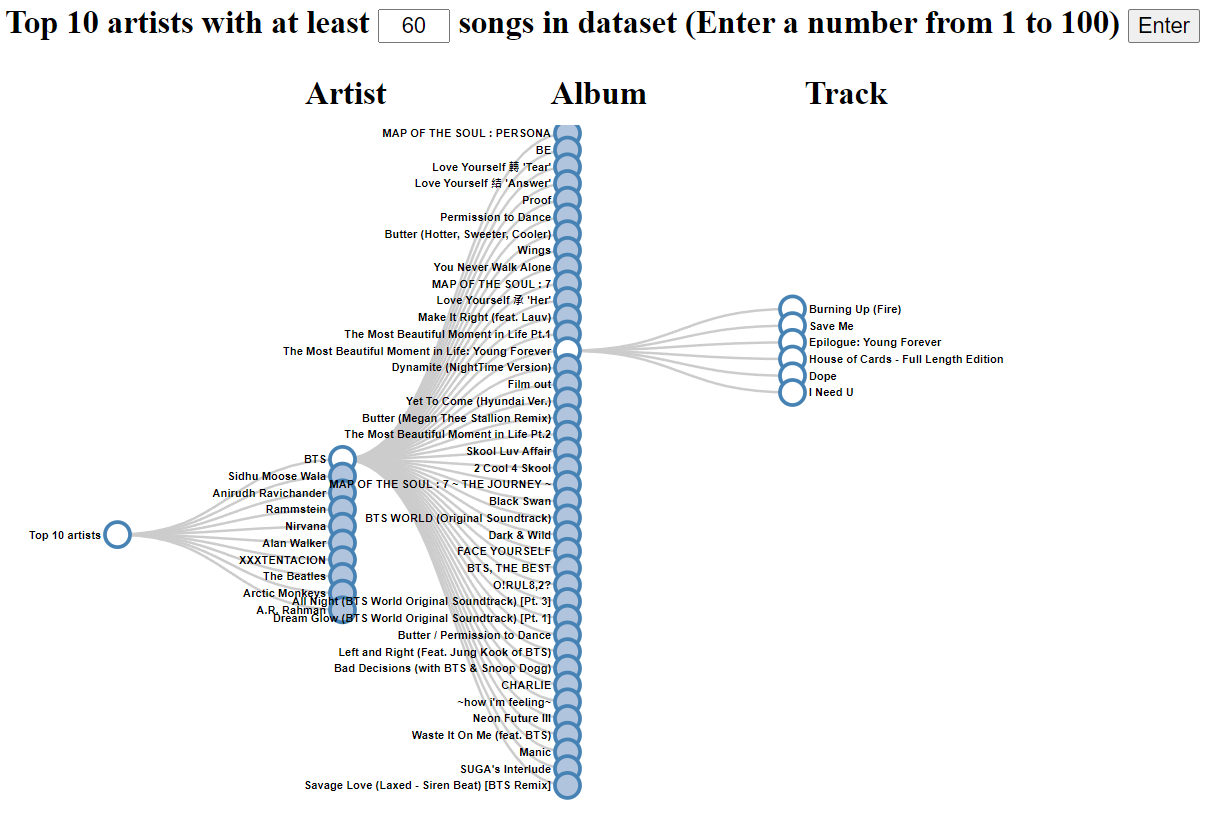 Top 10 artists with at least 60 songs in dataset (Enter a number from 1 to 100) Enter
Artist Album Track
MAP OF THE SOUL : PERSONA
BE
Love Yourself 轉 'Tear'
Love Yourself 结 'Answer'
Proof
Permission to Dance
Butter (Hotter, Sweeter, Cooler)
Wings
You Never Walk Alone
MAP OF THE SOUL : 7
Love Yourself 承 'Her'
Make It Right (feat. Lauv)
The Most Beautiful Moment in Life Pt.1
The Most Beautiful Moment in Life: Young Forever
Dynamite (NightTime Version)
Film out
Yet To Come (Hyundai Ver.)
Butter (Megan Thee Stallion Remix)
The Most Beautiful Moment in Life Pt.2
Skool Luv Affair
2 Cool 4 Skool
MAP OF THE SOUL : 7 ~ THE JOURNEY ~
Black Swan
BTS WORLD (Original Soundtrack)
Dark & Wild
FACE YOURSELF
BTS, THE BEST
O!RUL8,2?
All Night (BTS World Original Soundtrack) [Pt. 3]
Dream Glow (BTS World Original Soundtrack) [Pt. 1]
Butter / Permission to Dance
Left and Right (Feat. Jung Kook of BTS)
Bad Decisions (with BTS & Snoop Dogg)
CHARLIE
~how i'm feeling~
Neon Future III
Waste It On Me (feat. BTS)
Manic
SUGA's Interlude
Savage Love (Laxed - Siren Beat) [BTS Remix]
Burning Up (Fire)
Save Me
Epilogue: Young Forever
House of Cards - Full Length Edition
Dope
I Need U
BTS
Sidhu Moose Wala
Anirudh Ravichander
Rammstein
Nirvana
Alan Walker
XXXTENTACION
The Beatles
Arctic Monkeys
A.R. Rahman
Top 10 artists